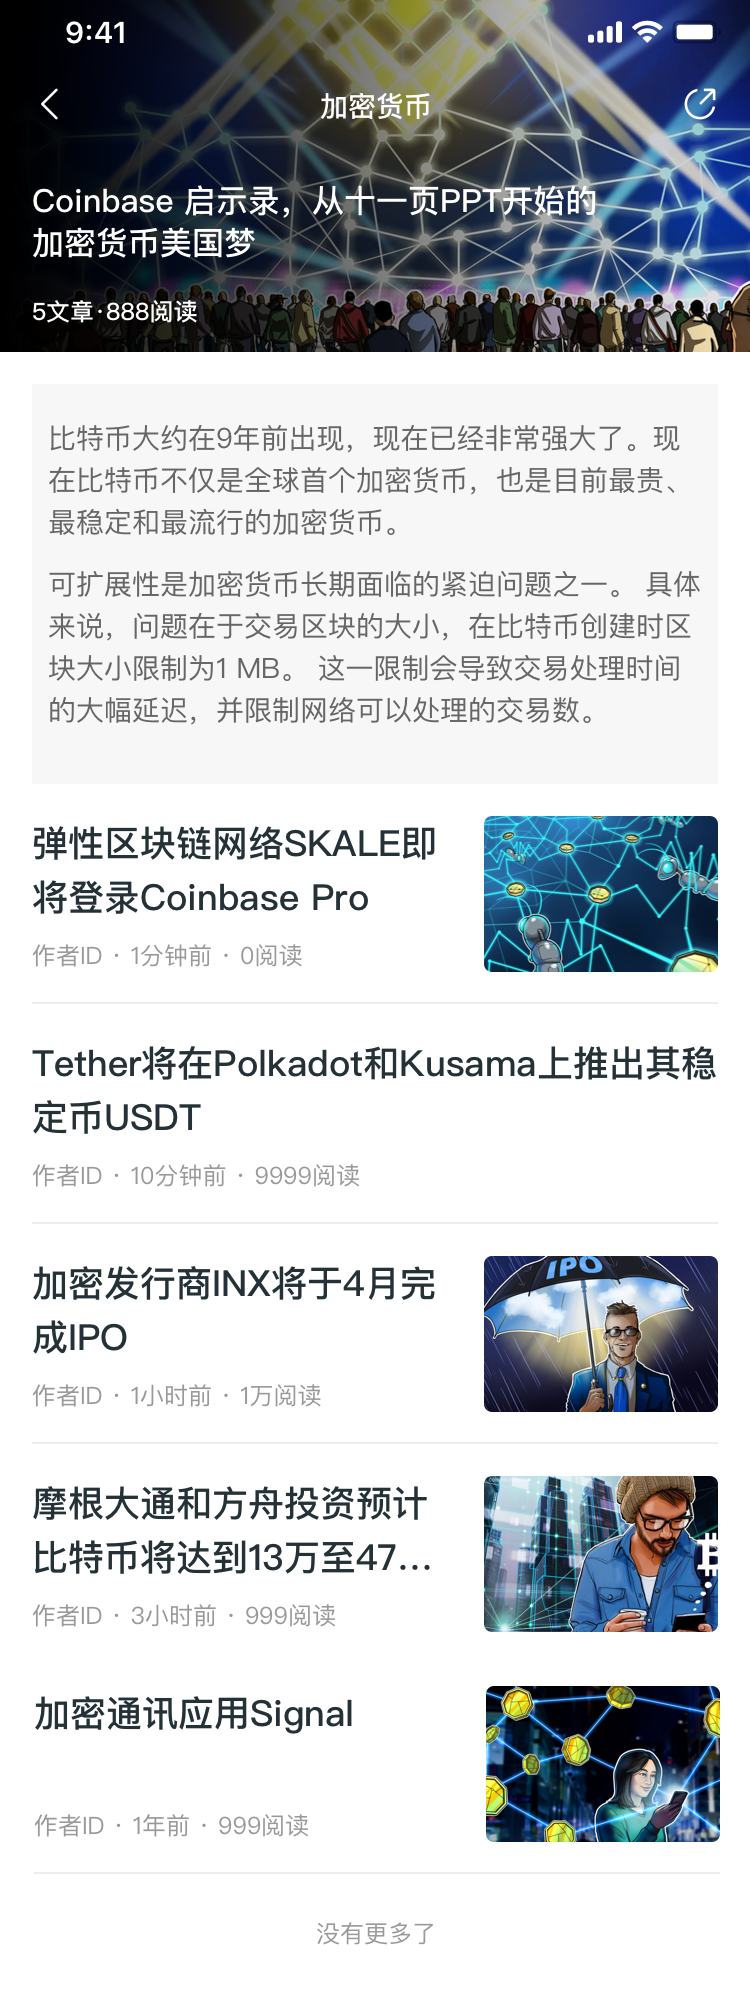 9:41
加密货币
Coinbase 启示录，从十一页PPT开始的
加密货币美国梦
5文章·888阅读
比特币大约在9年前出现，现在已经非常强大了。现
在比特币不仅是全球首个加密货币，也是目前最贵、
最稳定和最流行的加密货币。
可扩展性是加密货币长期面临的紧迫问题之一。 具体
来说，问题在于交易区块的大小，在比特币创建时区
块大小限制为1 MB。 这一限制会导致交易处理时间
的大幅延迟，并限制网络可以处理的交易数。
弹性区块链网络SKALE即
将登录Coinbase Pro
作者ID · 1分钟前 · 0阅读
Tether将在Polkadot和Kusama上推出其稳
定币USDT
作者ID · 10分钟前 · 9999阅读
加密发行商INX将于4月完
成IPO
作者ID · 1小时前 · 1万阅读
IPO
摩根大通和方舟投资预计
比特币将达到13万至47...
作者ID · 3小时前 · 999阅读
加密通讯应用Signal
作者ID · 1年前 · 999阅读
没有更多了